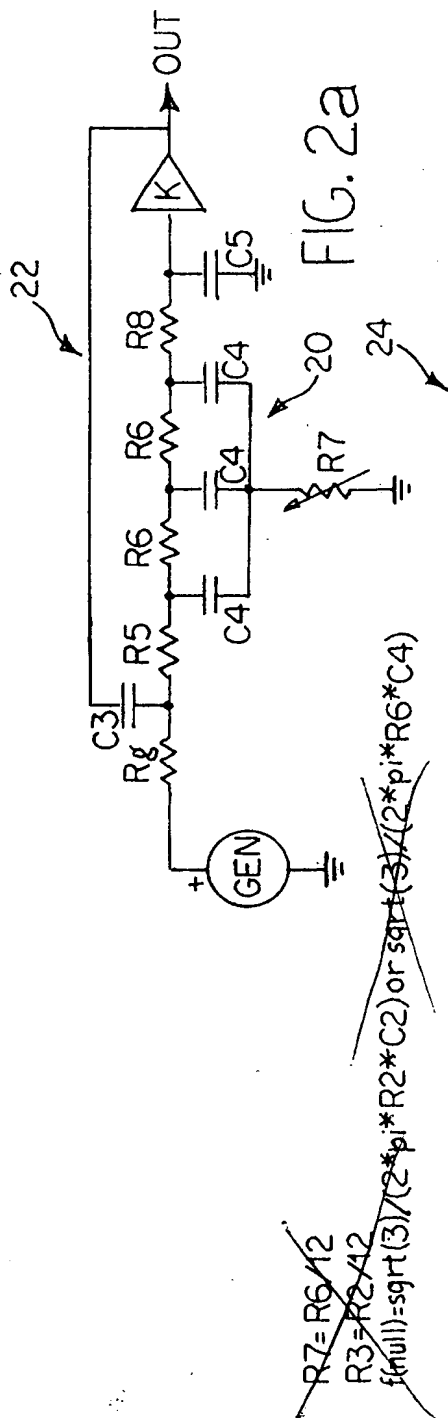 22
C3
OUT
K
Rg
R5
R6
R6
R8
+
GEN
C4
C4
C4
C5
20
R7
FIG. 2a
24
R7=R6/12
R3=R2/12
f(null)=sqrt(3)/(2*pi*R2*C2) or sqrt(3)/(2*pi*R6*C4)